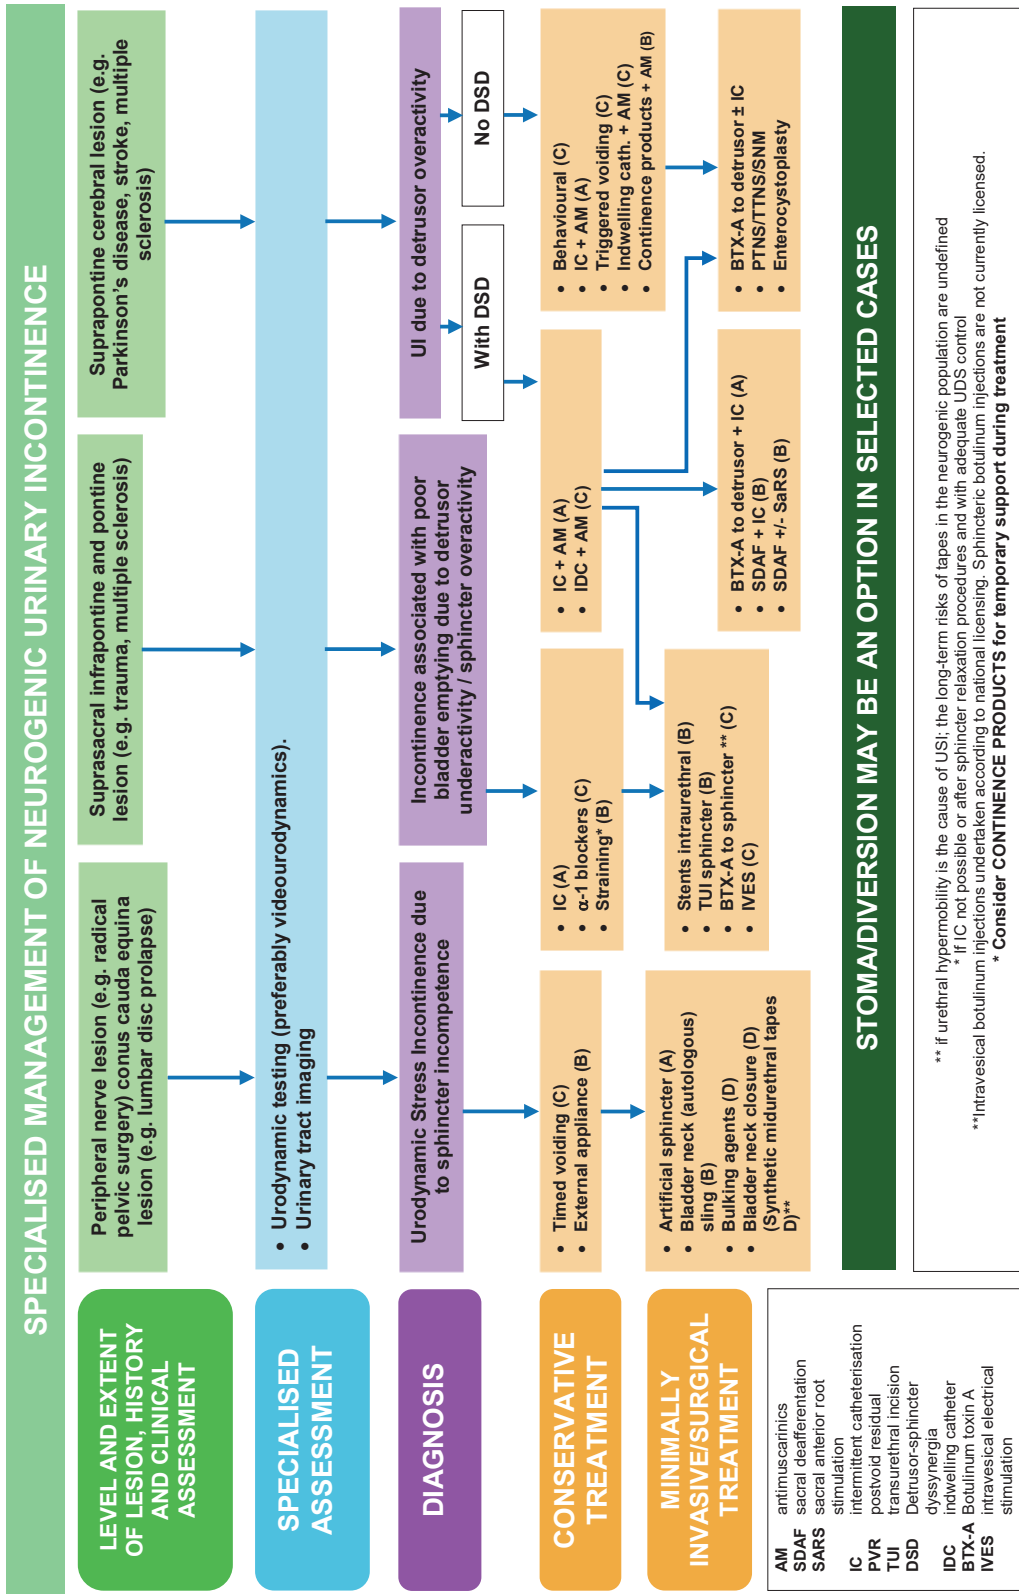 SPECIALISED MANAGEMENT OF NEUROGENIC URINARY INCONTINENCE
LEVEL AND EXTENT
OF LESION, HISTORY
AND CLINICAL
ASSESSMENT
Peripheral nerve lesion (e.g. radical
pelvic surgery) conus cauda equina
lesion (e.g. lumbar disc prolapse)
Suprasacral infrapontine and pontine
lesion (e.g. trauma, multiple sclerosis)
Suprapontine cerebral lesion (e.g.
Parkinson's disease, stroke, multiple
sclerosis)
SPECIALISED
ASSESSMENT
• Urodynamic testing (preferably videourodynamics).
• Urinary tract imaging
DIAGNOSIS
Urodynamic Stress Incontinence due
to sphincter incompetence
Incontinence associated with poor
bladder emptying due to detrusor
underactivity / sphincter overactivity
UI due to detrusor overactivity
With DSD
No DSD
CONSERVATIVE
TREATMENT
• Timed voiding (C)
• External appliance (B)
• IC (A)
• α-1 blockers (C)
• Straining* (B)
• IC + AM (A)
• IDC + AM (C)
• Behavioural (C)
• IC + AM (A)
• Triggered voiding (C)
• Indwelling cath. + AM (C)
• Continence products + AM (B)
MINIMALLY
INVASIVE/SURGICAL
TREATMENT
• Artificial sphincter (A)
• Bladder neck (autologous)
sling (B)
• Bulking agents (D)
• Bladder neck closure (D)
(Synthetic midurethral tapes
D)**
• Stents intraurethral (B)
• TUI sphincter (B)
• BTX-A to sphincter ** (C)
• IVES (C)
• BTX-A to detrusor + IC (A)
• SDAF + IC (B)
• SDAF +/- SaRS (B)
• BTX-A to detrusor ± IC
• PTNS/TTNS/SNM
• Enterocystoplasty
STOMA/DIVERSION MAY BE AN OPTION IN SELECTED CASES
AM antimuscarinics
SDAF sacral deafferentation
SARS sacral anterior root
stimulation
IC intermittent catheterisation
PVR postvoid residual
TUI transurethral incision
DSD Detrusor-sphincter
dyssynergia
IDC indwelling catheter
BTX-A Botulinum toxin A
IVES intravesical electrical
stimulation
** if urethral hypermobility is the cause of USI; the long-term risks of tapes in the neurogenic population are undefined
* If IC not possible or after sphincter relaxation procedures and with adequate UDS control
**Intravesical botulinum injections undertaken according to national licensing. Sphincteric botulinum injections are not currently licensed.
* Consider CONTINENCE PRODUCTS for temporary support during treatment